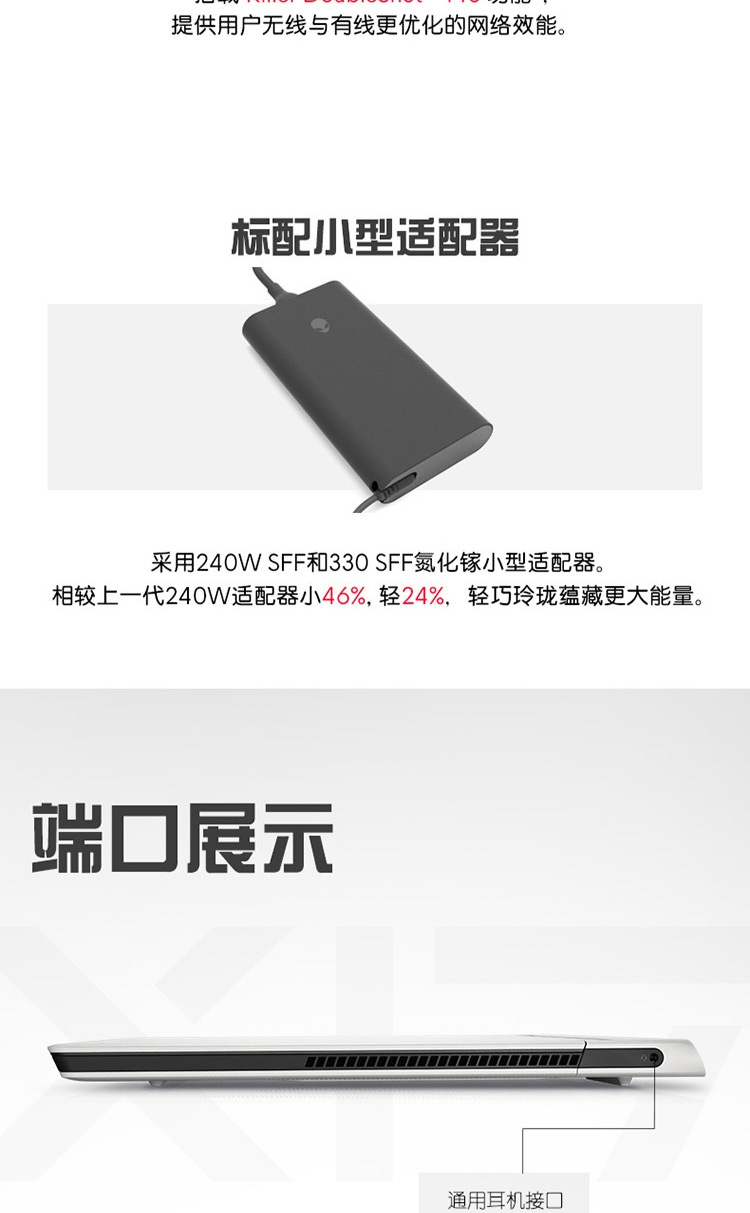 提供用户无线与有线更优化的网络效能。
标配小型适配器
采用240W SFF和330 SFF氮化镓小型适配器。
相较上一代240W适配器小46%, 轻24%, 轻巧玲珑蕴藏更大能量。
端口展示
X17
通用耳机接口